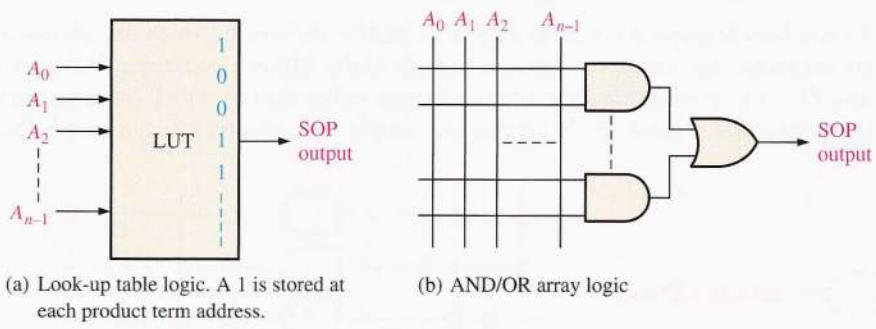 A₀ A₁ A₂ Aₙ₋₁
1
0
0
1
1
A₀
A₁
A₂
Aₙ₋₁
LUT
SOP
output
SOP
output
(a) Look-up table logic. A 1 is stored at
each product term address.
(b) AND/OR array logic